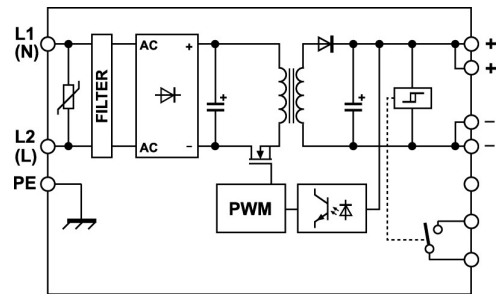 L1
(N)
AC
+
+
+
+
+
FILTER
L2
(L)
AC
−
−
−
PE
PWM